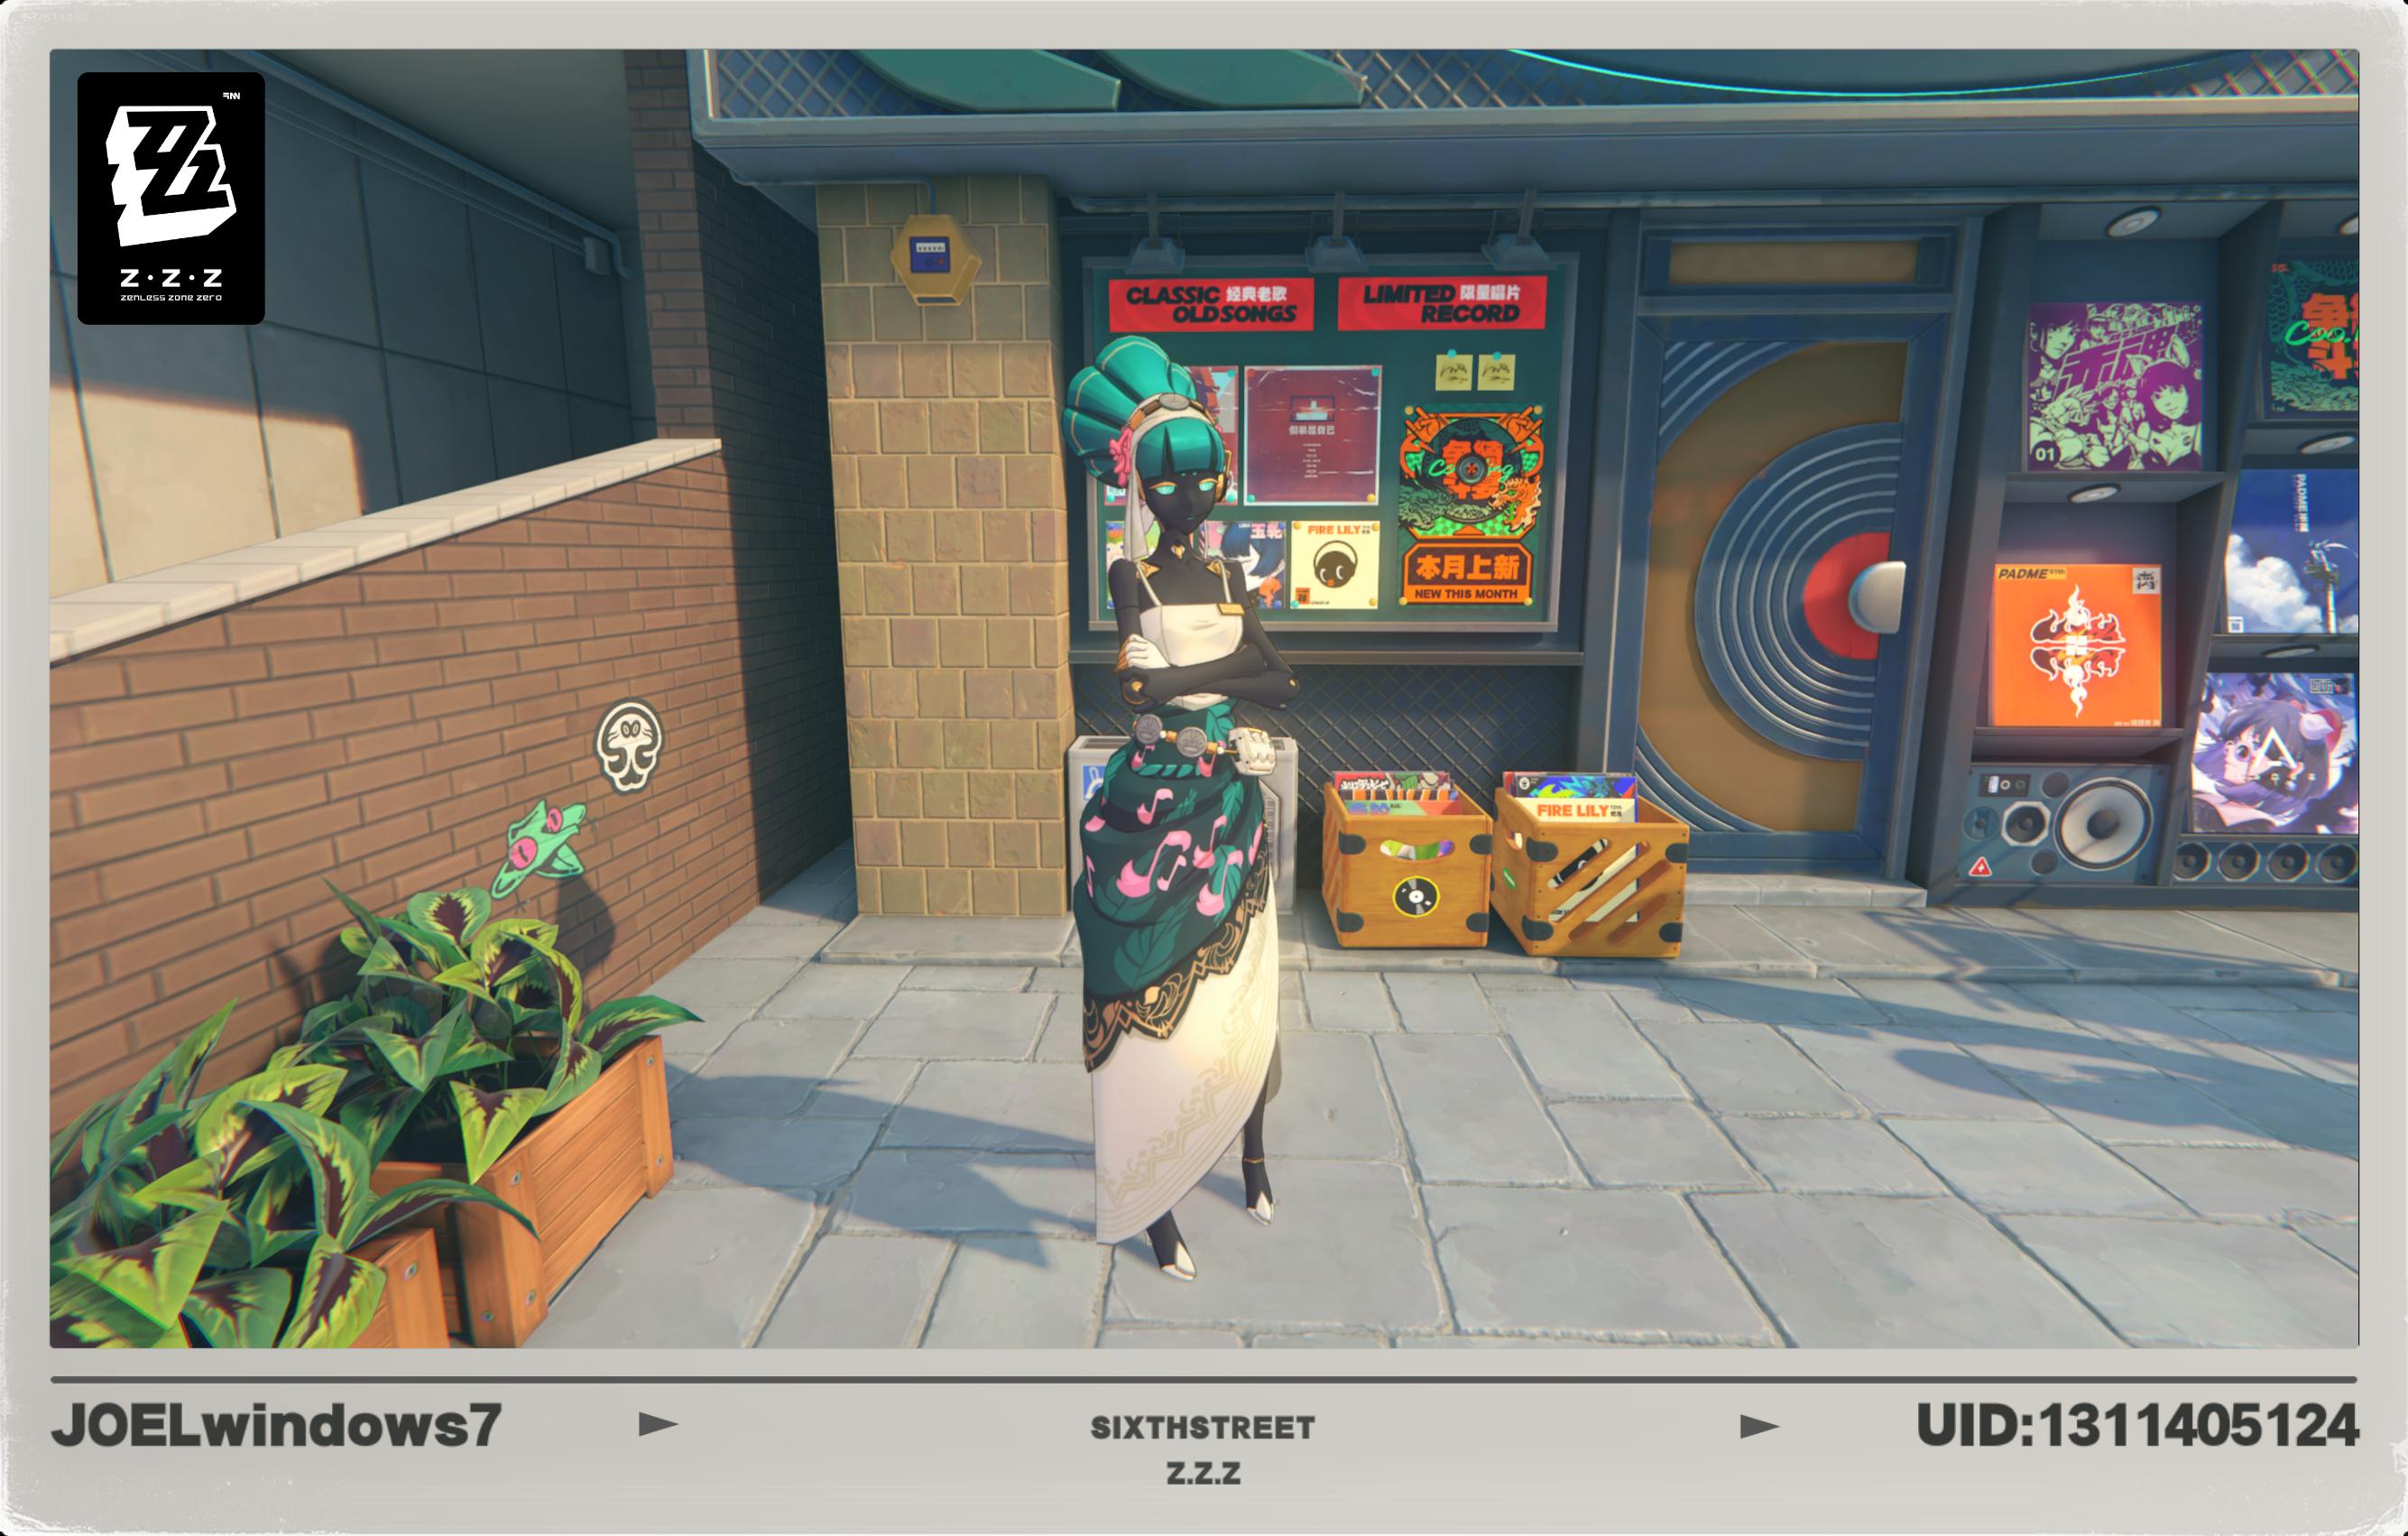 Z·Z·Z
ZENLESS ZONE ZERO
CLASSIC 经典老歌
OLD SONGS
LIMITED 限量唱片
RECORD
FIRE LILY
本月上新
NEW THIS MONTH
01
PADME
PADME
FIRE LILY
JOELwindows7
SIXTHSTREET
Z.Z.Z
UID:1311405124